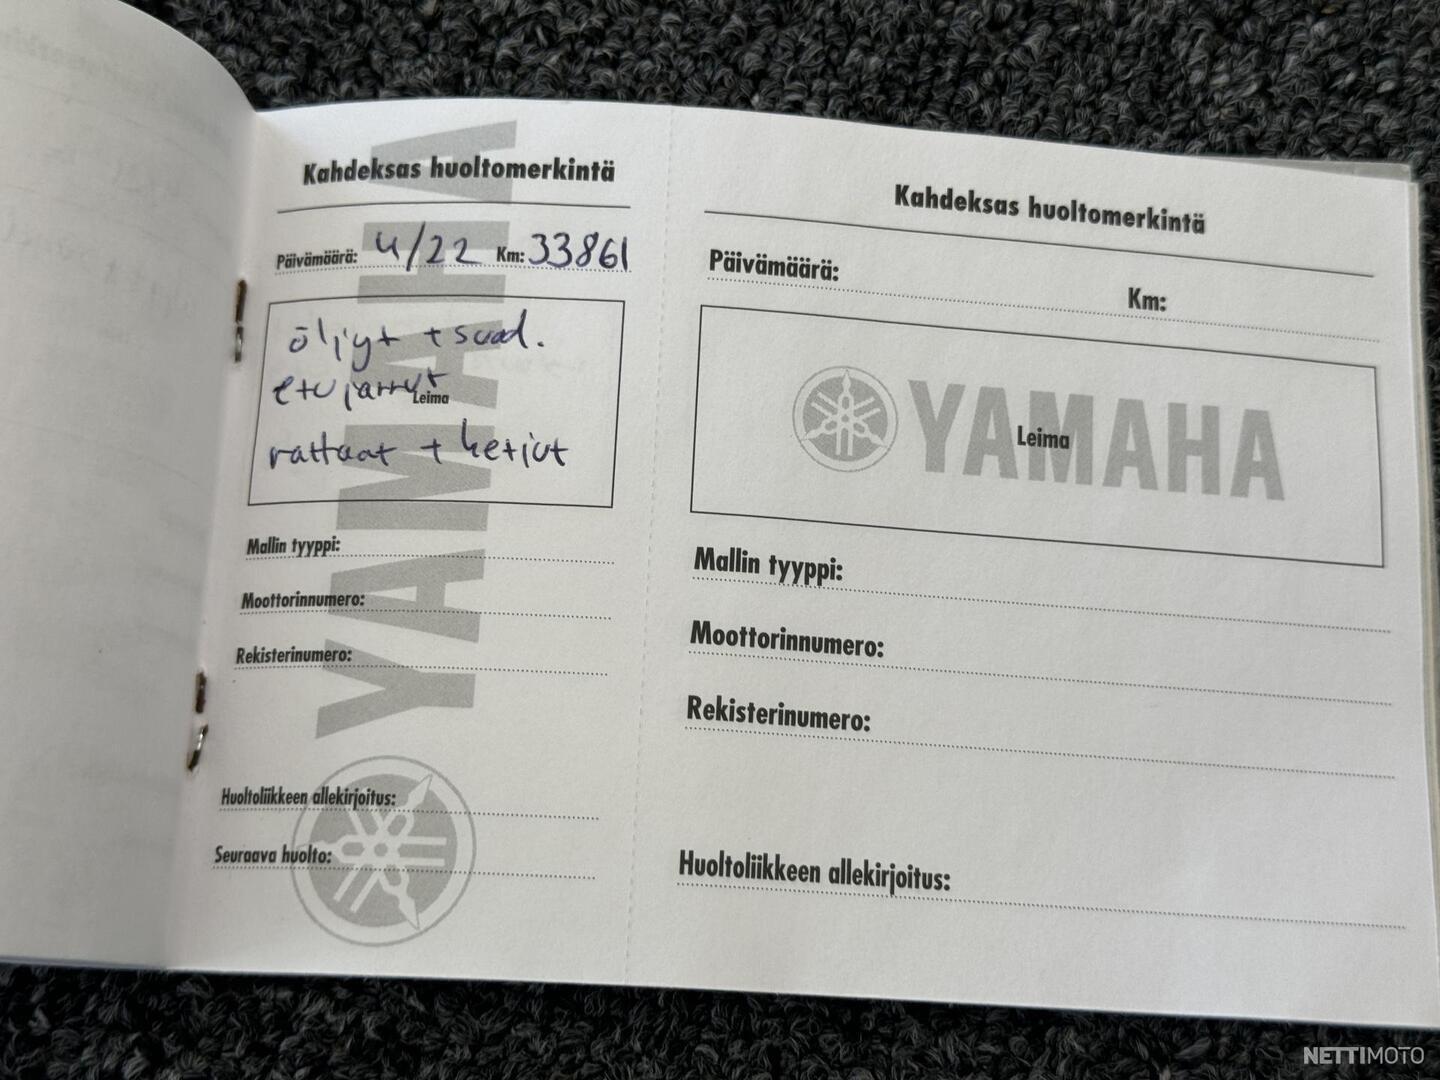 Kahdeksas huoltomerkintä
Päivämäärä: 4/22 Km: 33861
öljyt + suod.
etujarrut
Leima
rattaat + ketjut
Mallin tyyppi:
Moottorinnumero:
Rekisterinumero:
Huoltoliikkeen allekirjoitus:
Seuraava huolto:
YAMAHA
Kahdeksas huoltomerkintä
Päivämäärä:
Km:
YAMAHA
Leima
Mallin tyyppi:
Moottorinnumero:
Rekisterinumero:
Huoltoliikkeen allekirjoitus:
NETTIMOTO